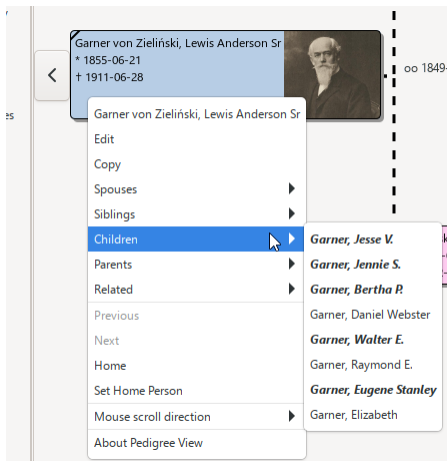 Garner von Zieliński, Lewis Anderson Sr
* 1855-06-21
† 1911-06-28
oo 1849-
es
Garner von Zieliński, Lewis Anderson Sr
Edit
Copy
Spouses
Siblings
Children
Parents
Related
Previous
Next
Home
Set Home Person
Mouse scroll direction
About Pedigree View
Garner, Jesse V.
Garner, Jennie S.
Garner, Bertha P.
Garner, Daniel Webster
Garner, Walter E.
Garner, Raymond E.
Garner, Eugene Stanley
Garner, Elizabeth